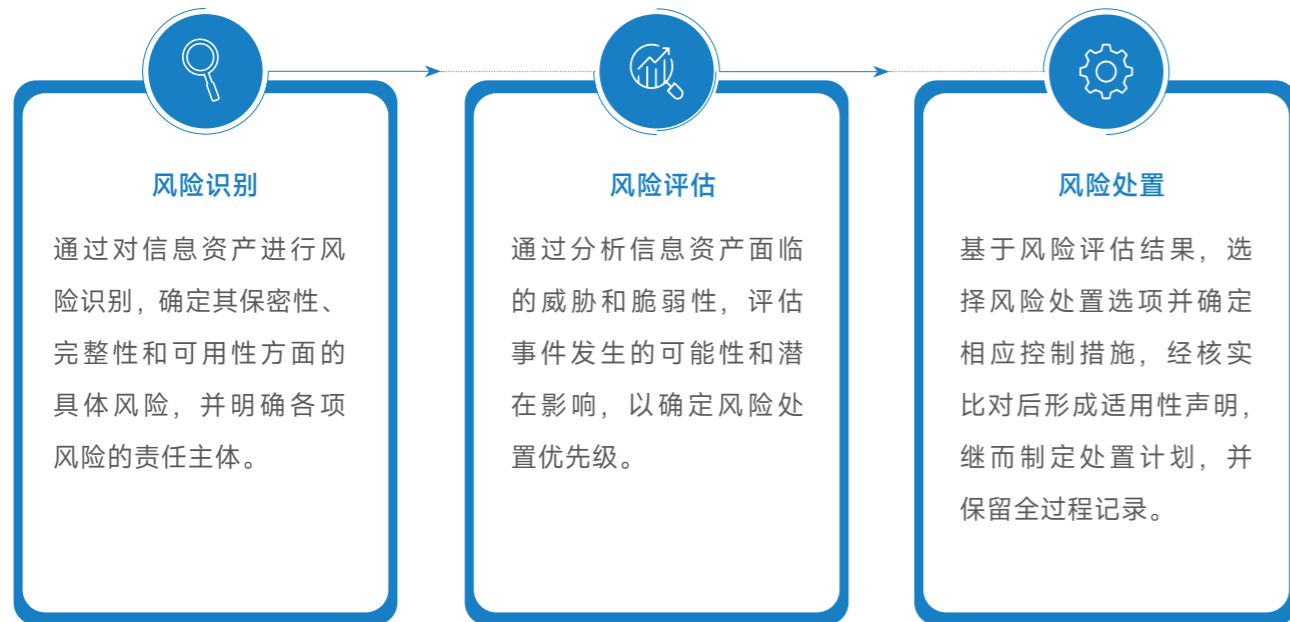 风险识别
通过对信息资产进行风
险识别，确定其保密性、
完整性和可用性方面的
具体风险，并明确各项
风险的责任主体。
风险评估
通过分析信息资产面临
的威胁和脆弱性，评估
事件发生的可能性和潜
在影响，以确定风险处
置优先级。
风险处置
基于风险评估结果，选
择风险处置选项并确定
相应控制措施，经核实
比对后形成适用性声明，
继而制定处置计划，并
保留全过程记录。